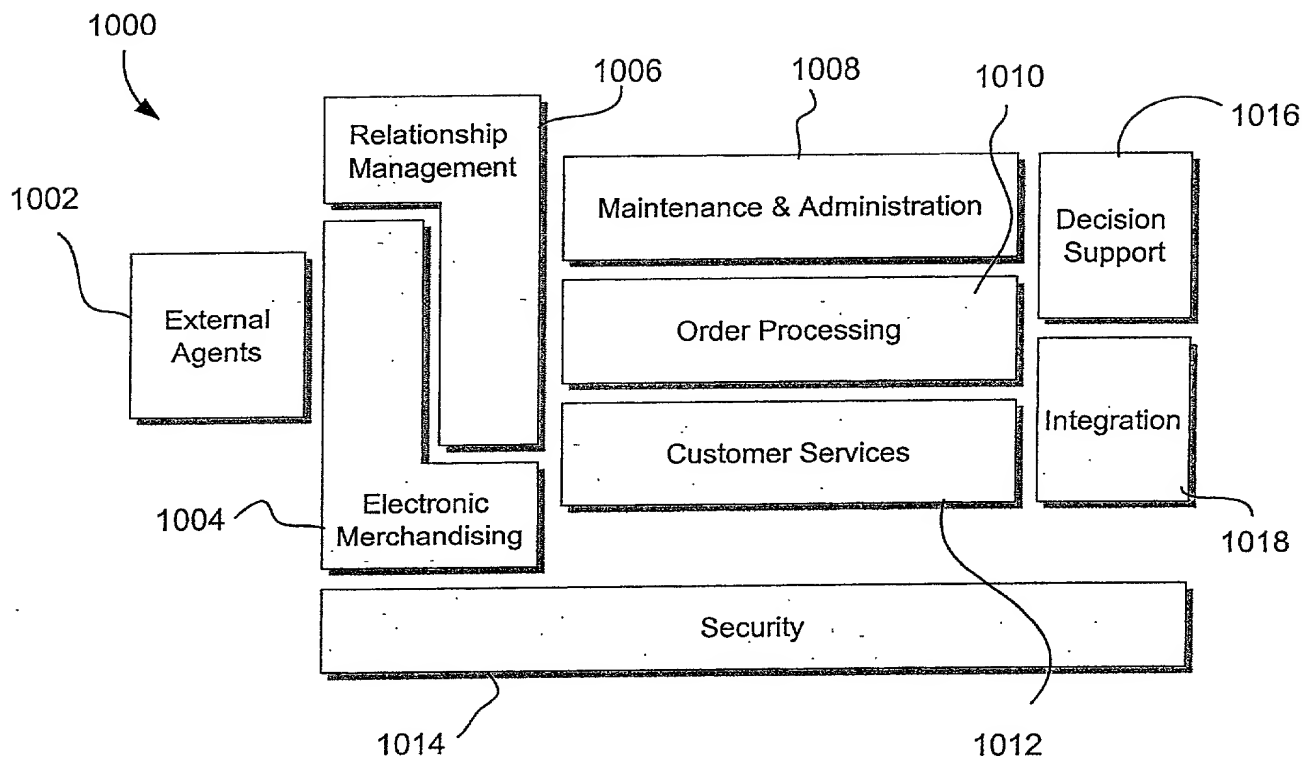 1000
1006
1008
1010
1016
Relationship
Management
1002
Maintenance & Administration
Decision
Support
External
Agents
Order Processing
Integration
Customer Services
1004
Electronic
Merchandising
1018
Security
1014
1012